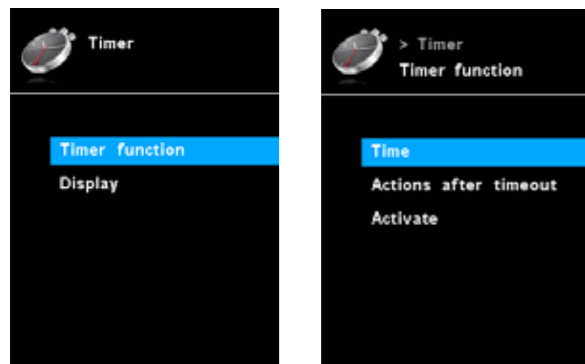 Timer
Timer function
Display
> Timer
Timer function
Time
Actions after timeout
Activate